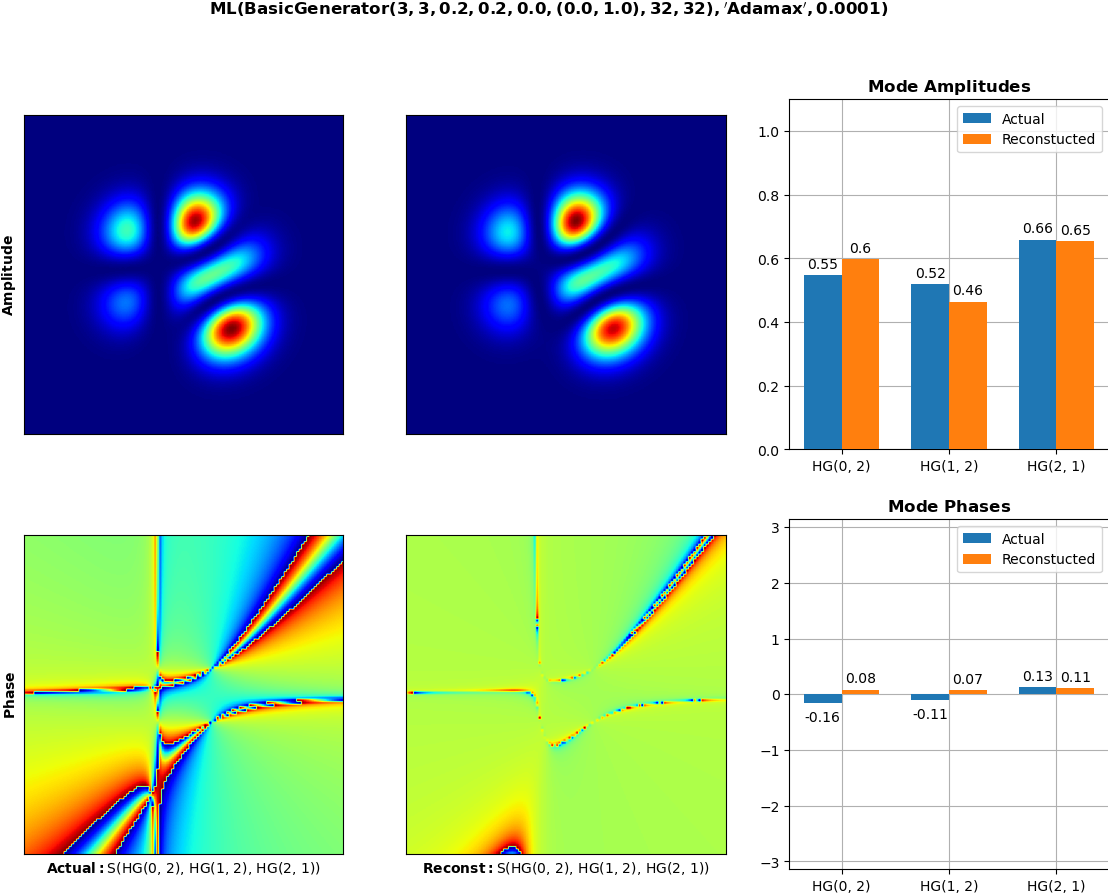 ML(BasicGenerator(3, 3, 0.2, 0.2, 0.0, (0.0, 1.0), 32, 32), ′Adamax′, 0.0001)
Amplitude
Mode Amplitudes
Actual
Reconstucted
1.0
0.8
0.6
0.4
0.2
0.0
0.55
0.6
0.52
0.46
0.66
0.65
HG(0, 2)
HG(1, 2)
HG(2, 1)
Phase
Actual: S(HG(0, 2), HG(1, 2), HG(2, 1))
Reconst: S(HG(0, 2), HG(1, 2), HG(2, 1))
Mode Phases
Actual
Reconstucted
3
2
1
0
−1
−2
−3
-0.16
0.08
-0.11
0.07
0.13
0.11
HG(0, 2)
HG(1, 2)
HG(2, 1)